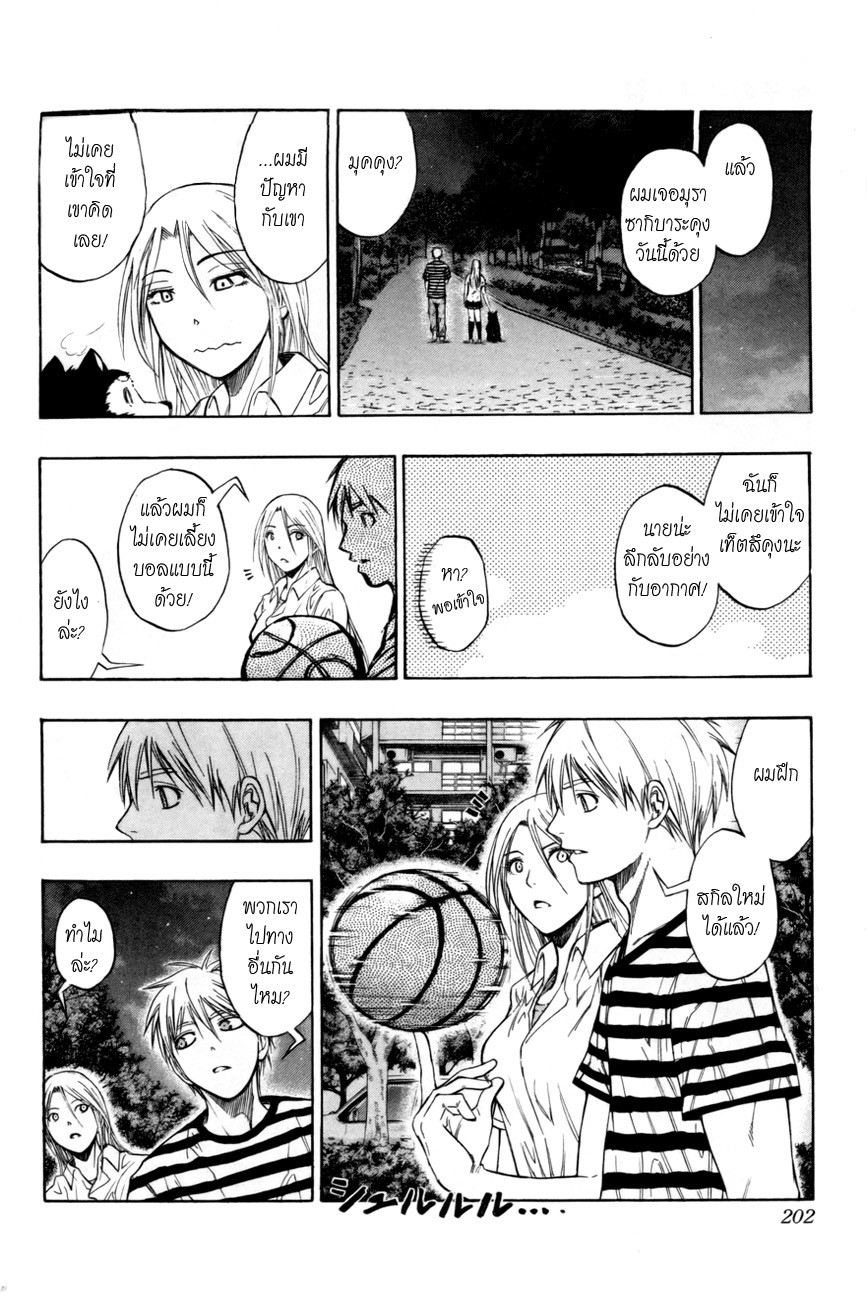 แล้ว
ผมเจอมุรา
ซากิบาระคุง
วันนี้ด้วย
มุคคุง?
...ผมมี
ปัญหา
กับเขา
ไม่เคย
เข้าใจที่
เขาคิด
เลย!
ฉันก็
ไม่เคยเข้าใจ
เท็ตสึคุงนะ
นายน่ะ
ลึกลับอย่าง
กับอากาศ!
หา?
พอเข้าใจ
แล้วผมก็
ไม่เคยเลี้ยง
บอลแบบนี้
ด้วย!
ยังไง
ล่ะ?
ผมฝึก
สกิลใหม่
ได้แล้ว!
シュルルル....
พวกเรา
ไปทาง
อื่นกัน
ไหม?
ทำไม
ล่ะ?
202